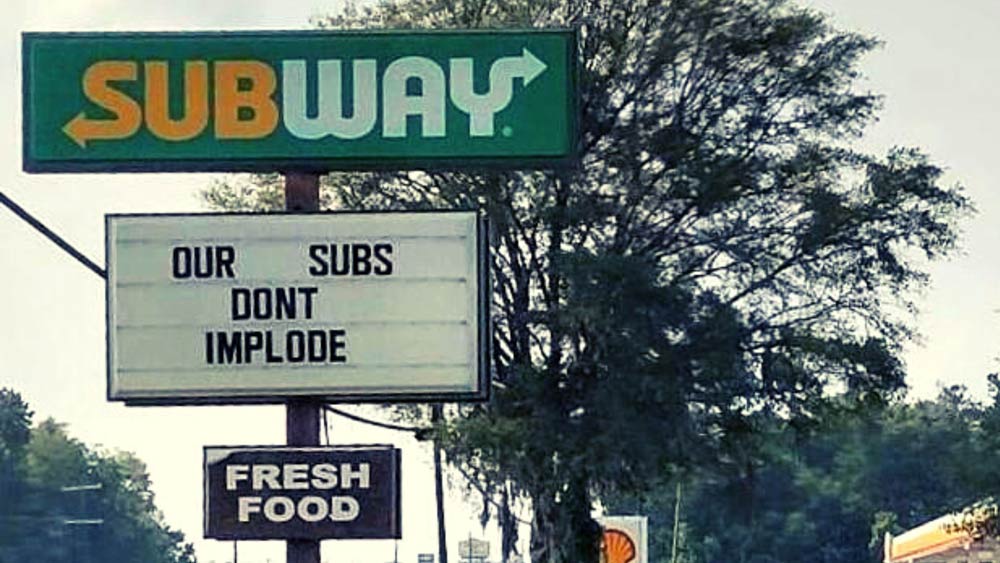 SUBWAY
OUR SUBS
DONT
IMPLODE
FRESH
FOOD